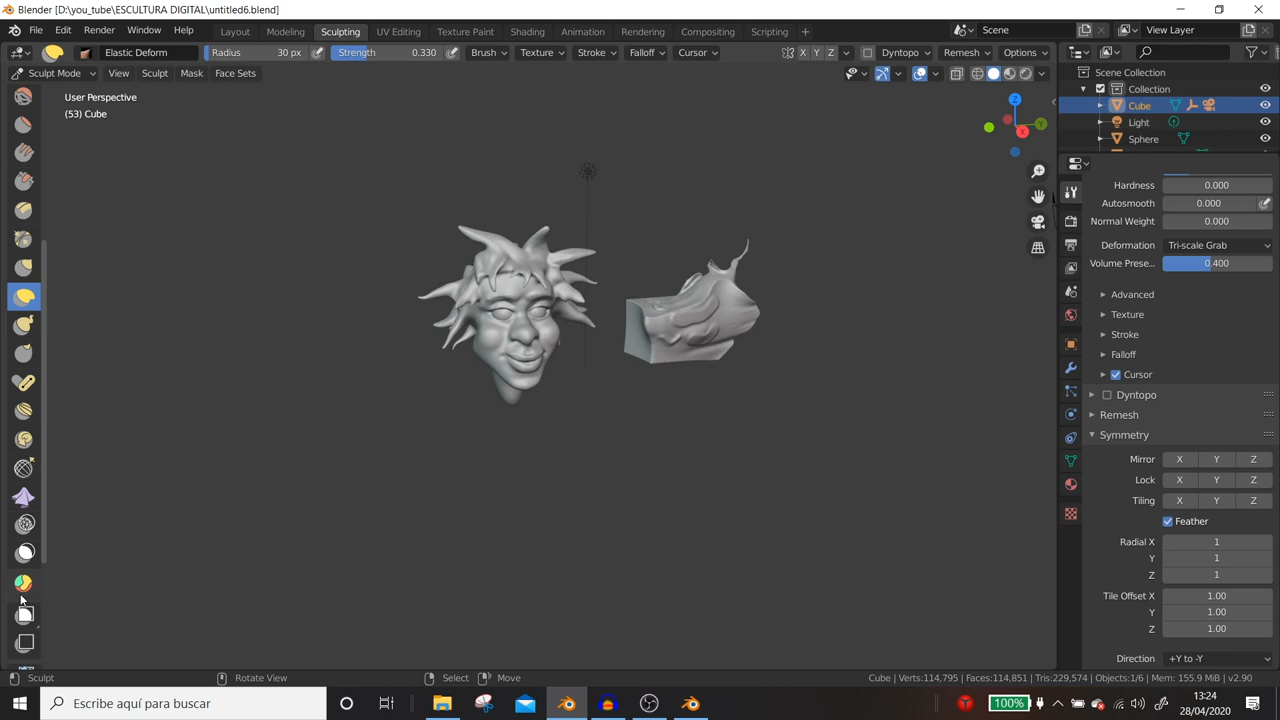 Blender [D:\you_tube\ESCULTURA DIGITAL\untitled6.blend]
File Edit Render Window Help Layout Modeling Sculpting UV Editing Texture Paint Shading Animation Rendering Compositing Scripting + Scene View Layer
Elastic Deform Radius 30 px Strength 0.330 Brush Texture Stroke Falloff Cursor X Y Z Dyntopo Remesh Options
Sculpt Mode View Sculpt Mask Face Sets
User Perspective
(53) Cube
Z
Y
X
Scene Collection
Collection
Cube
Light
Sphere
Hardness 0.000
Autosmooth 0.000
Normal Weight 0.000
Deformation Tri-scale Grab
Volume Prese... 0.400
Advanced
Texture
Stroke
Falloff
Cursor
Dyntopo
Remesh
Symmetry
Mirror X Y Z
Lock X Y Z
Tiling X Y Z
Feather
Radial X 1
Y 1
Z 1
Tile Offset X 1.00
Y 1.00
Z 1.00
Direction +Y to -Y
Sculpt Rotate View Select Move Cube | Verts:114,795 | Faces:114,851 | Tris:229,574 | Objects:1/6 | Mem: 155.9 MiB | v2.90
Escribe aquí para buscar
100%
13:24
28/04/2020